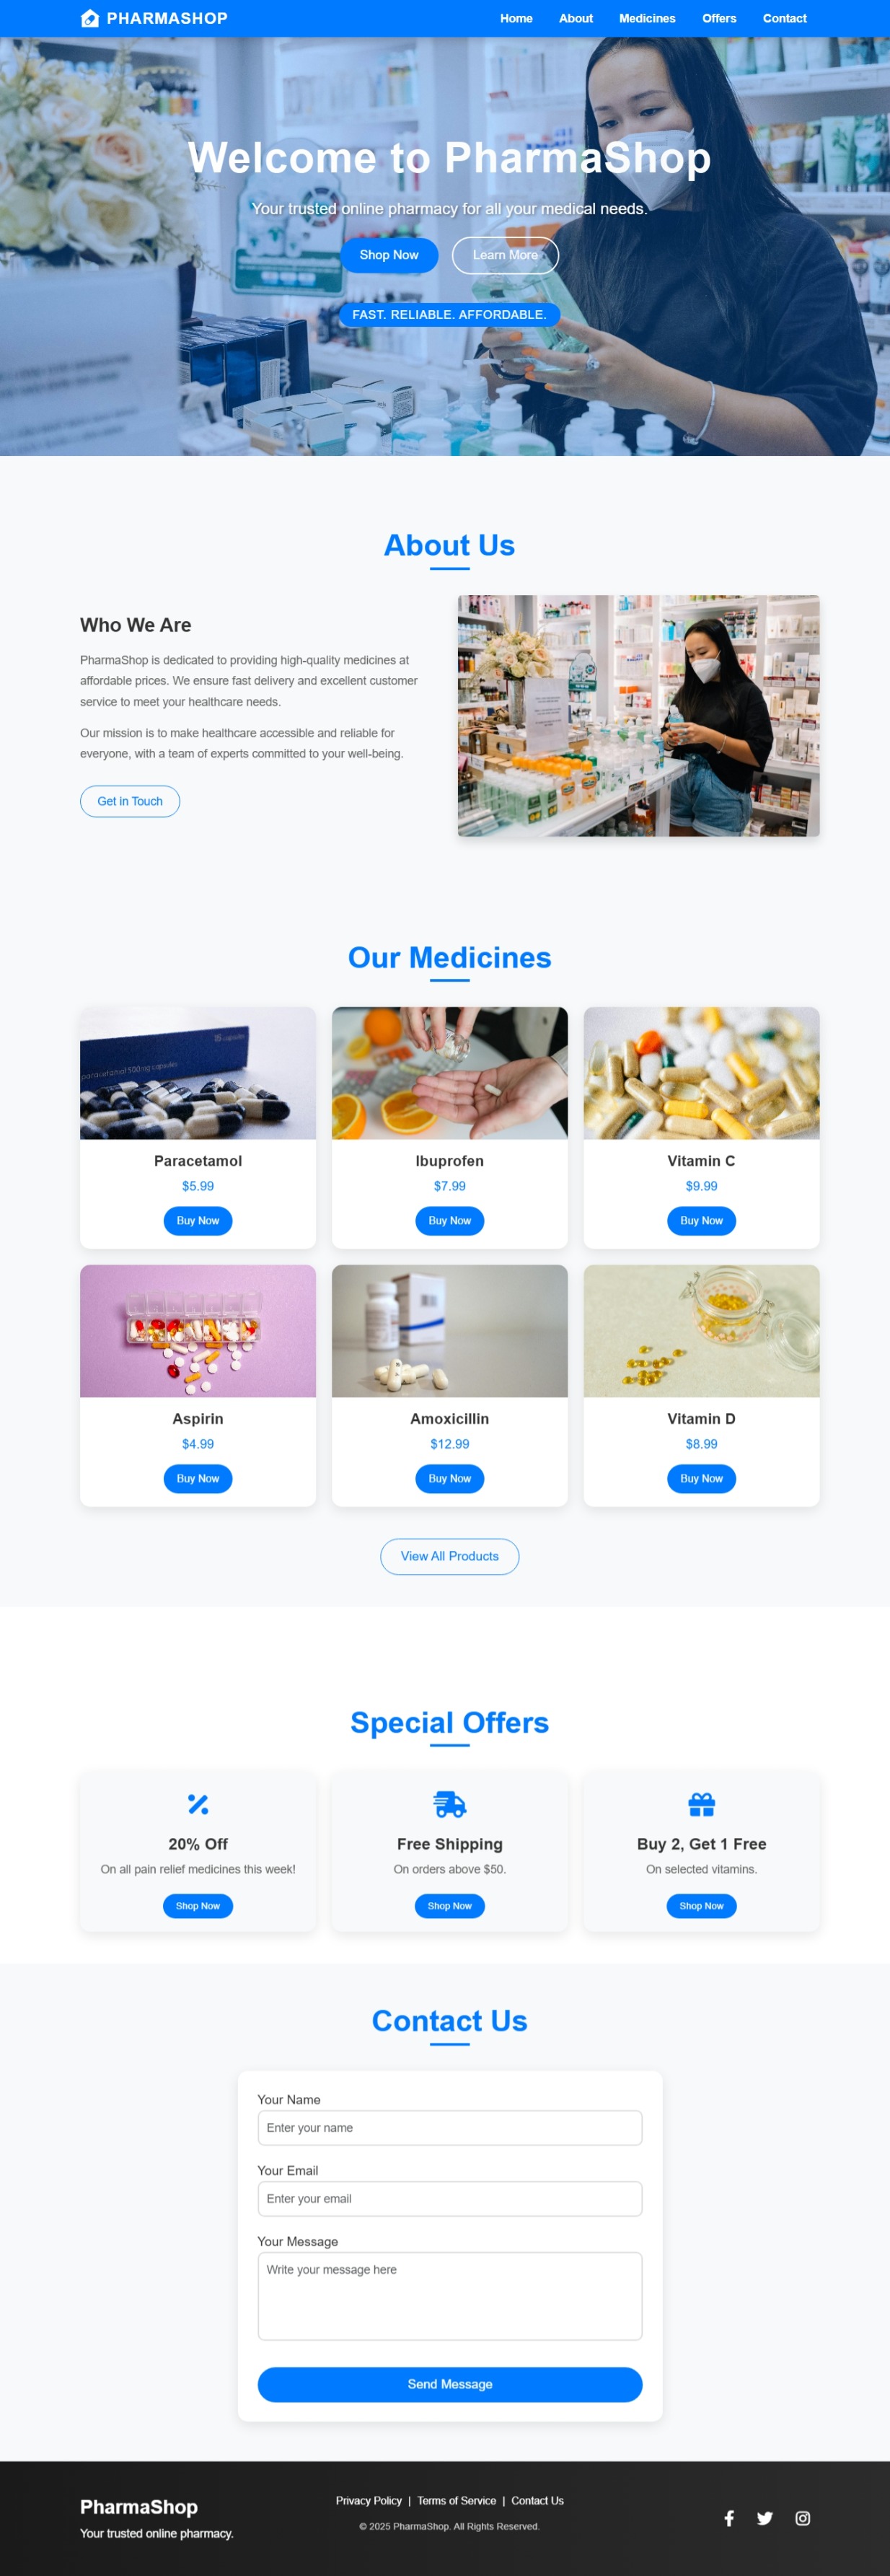 PHARMASHOP
Home About Medicines Offers Contact
Welcome to PharmaShop
Your trusted online pharmacy for all your medical needs.
Shop Now Learn More
FAST. RELIABLE. AFFORDABLE.
About Us
Who We Are
PharmaShop is dedicated to providing high-quality medicines at
affordable prices. We ensure fast delivery and excellent customer
service to meet your healthcare needs.
Our mission is to make healthcare accessible and reliable for
everyone, with a team of experts committed to your well-being.
Get in Touch
Our Medicines
15 capsules
paracetamol 500mg capsules
Paracetamol
$5.99
Buy Now
Ibuprofen
$7.99
Buy Now
Vitamin C
$9.99
Buy Now
Aspirin
$4.99
Buy Now
Amoxicillin
$12.99
Buy Now
Vitamin D
$8.99
Buy Now
View All Products
Special Offers
20% Off
On all pain relief medicines this week!
Shop Now
Free Shipping
On orders above $50.
Shop Now
Buy 2, Get 1 Free
On selected vitamins.
Shop Now
Contact Us
Your Name
Enter your name
Your Email
Enter your email
Your Message
Write your message here
Send Message
PharmaShop
Your trusted online pharmacy.
Privacy Policy | Terms of Service | Contact Us
© 2025 PharmaShop. All Rights Reserved.